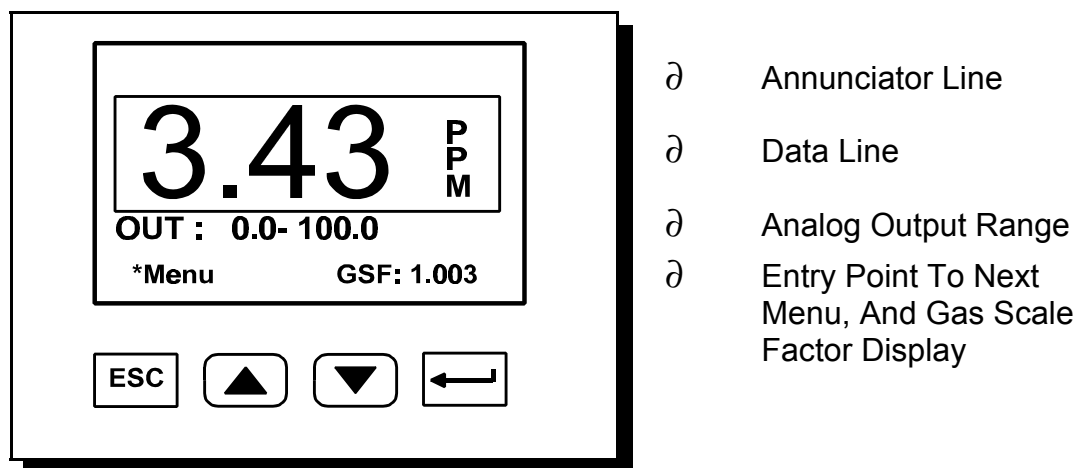 ∂ Annunciator Line
3.43 PPM
∂ Data Line
OUT : 0.0- 100.0
∂ Analog Output Range
*Menu GSF: 1.003
∂ Entry Point To Next
Menu, And Gas Scale
Factor Display
ESC